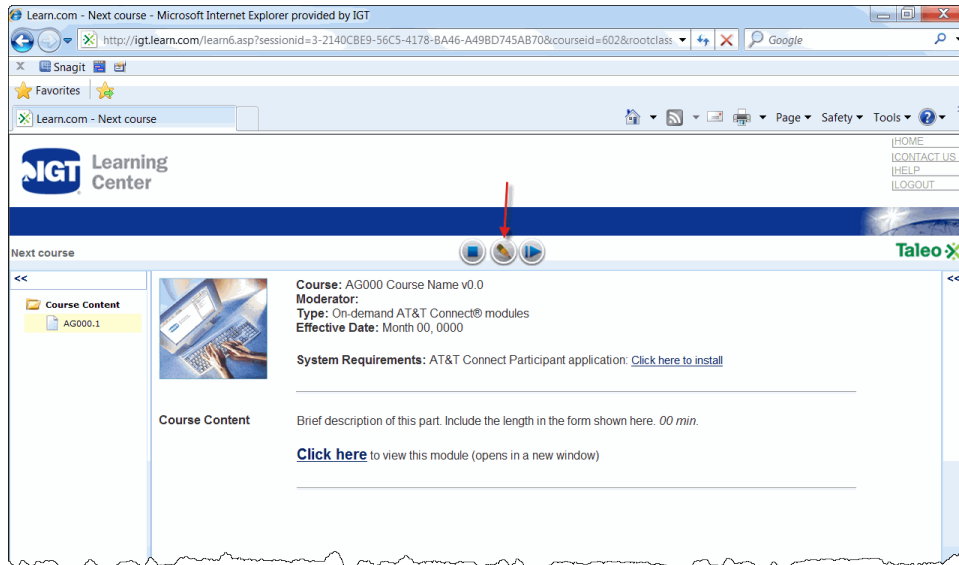 Learn.com - Next course - Microsoft Internet Explorer provided by IGT
http://igt.learn.com/learn6.asp?sessionid=3-2140CBE9-56C5-4178-BA46-A49BD745AB70&courseid=602&rootclass
Google
X Snagit
Favorites
Learn.com - Next course
Page Safety Tools
IGT Learning Center
HOME
CONTACT US
HELP
LOGOUT
Next course
Taleo
<<
Course Content
AG000.1
<<
Course: AG000 Course Name v0.0
Moderator:
Type: On-demand AT&T Connect® modules
Effective Date: Month 00, 0000
System Requirements: AT&T Connect Participant application: Click here to install
Course Content
Brief description of this part. Include the length in the form shown here. 00 min.
Click here to view this module (opens in a new window)